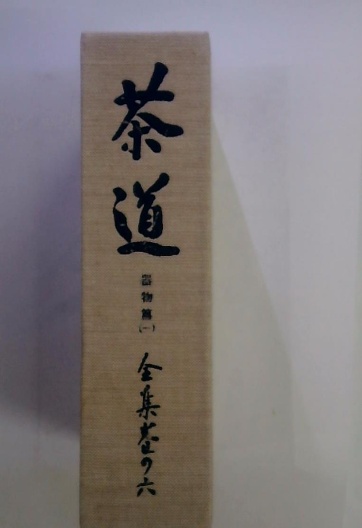 茶道
器物篇(一)
全集巻の六